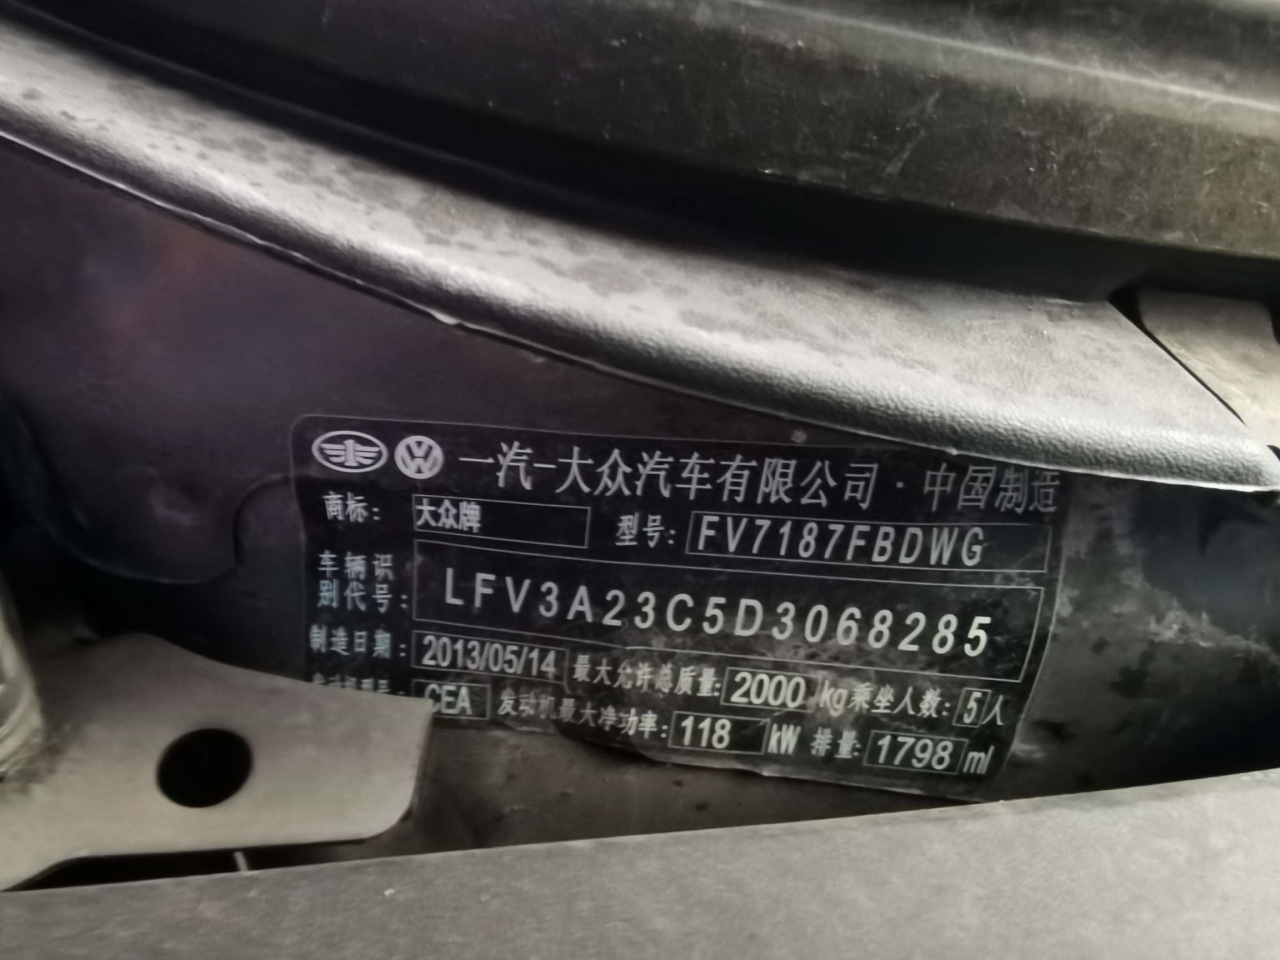 一汽-大众汽车有限公司·中国制造
商标: 大众牌 型号: FV7187FBDWG
车辆识别代号: LFV3A23C5D3068285
制造日期: 2013/05/14 最大允许总质量: 2000 kg 乘坐人数: 5 人
CEA 发动机最大净功率: 118 kW 排量: 1798 ml